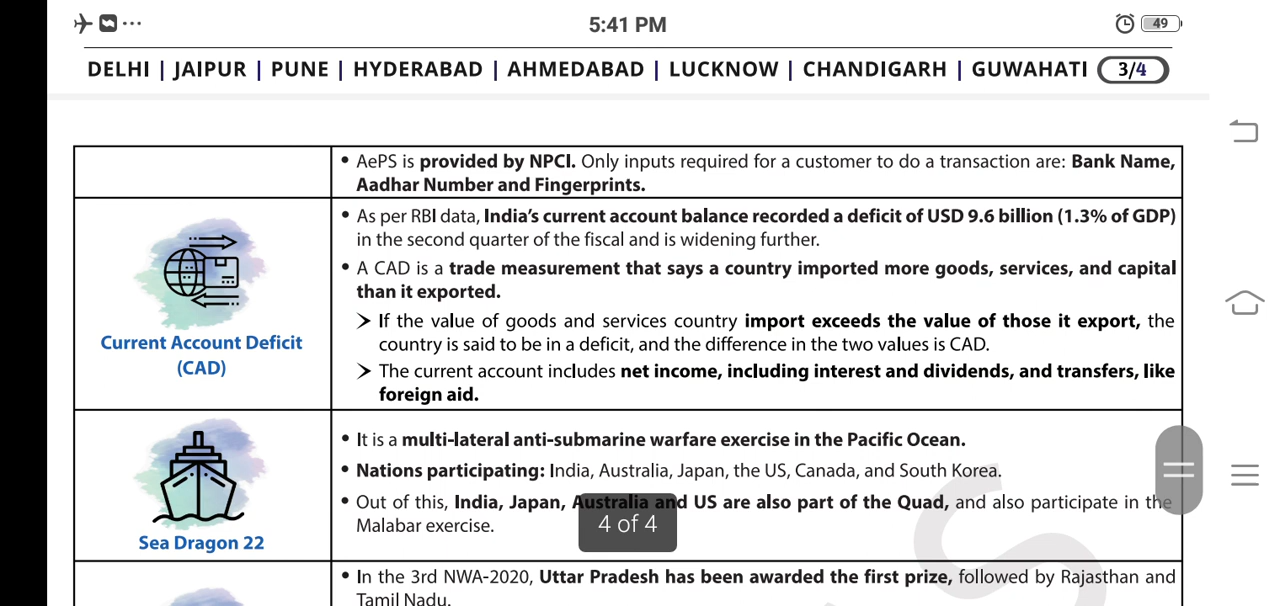 5:41 PM
49
DELHI | JAIPUR | PUNE | HYDERABAD | AHMEDABAD | LUCKNOW | CHANDIGARH | GUWAHATI
3/4
• AePS is provided by NPCI. Only inputs required for a customer to do a transaction are: Bank Name,
Aadhar Number and Fingerprints.
Current Account Deficit
(CAD)
• As per RBI data, India's current account balance recorded a deficit of USD 9.6 billion (1.3% of GDP)
in the second quarter of the fiscal and is widening further.
• A CAD is a trade measurement that says a country imported more goods, services, and capital
than it exported.
➢ If the value of goods and services country import exceeds the value of those it export, the
country is said to be in a deficit, and the difference in the two values is CAD.
➢ The current account includes net income, including interest and dividends, and transfers, like
foreign aid.
Sea Dragon 22
• It is a multi-lateral anti-submarine warfare exercise in the Pacific Ocean.
• Nations participating: India, Australia, Japan, the US, Canada, and South Korea.
• Out of this, India, Japan, Australia and US are also part of the Quad, and also participate in the
Malabar exercise.
4 of 4
• In the 3rd NWA-2020, Uttar Pradesh has been awarded the first prize, followed by Rajasthan and
Tamil Nadu.